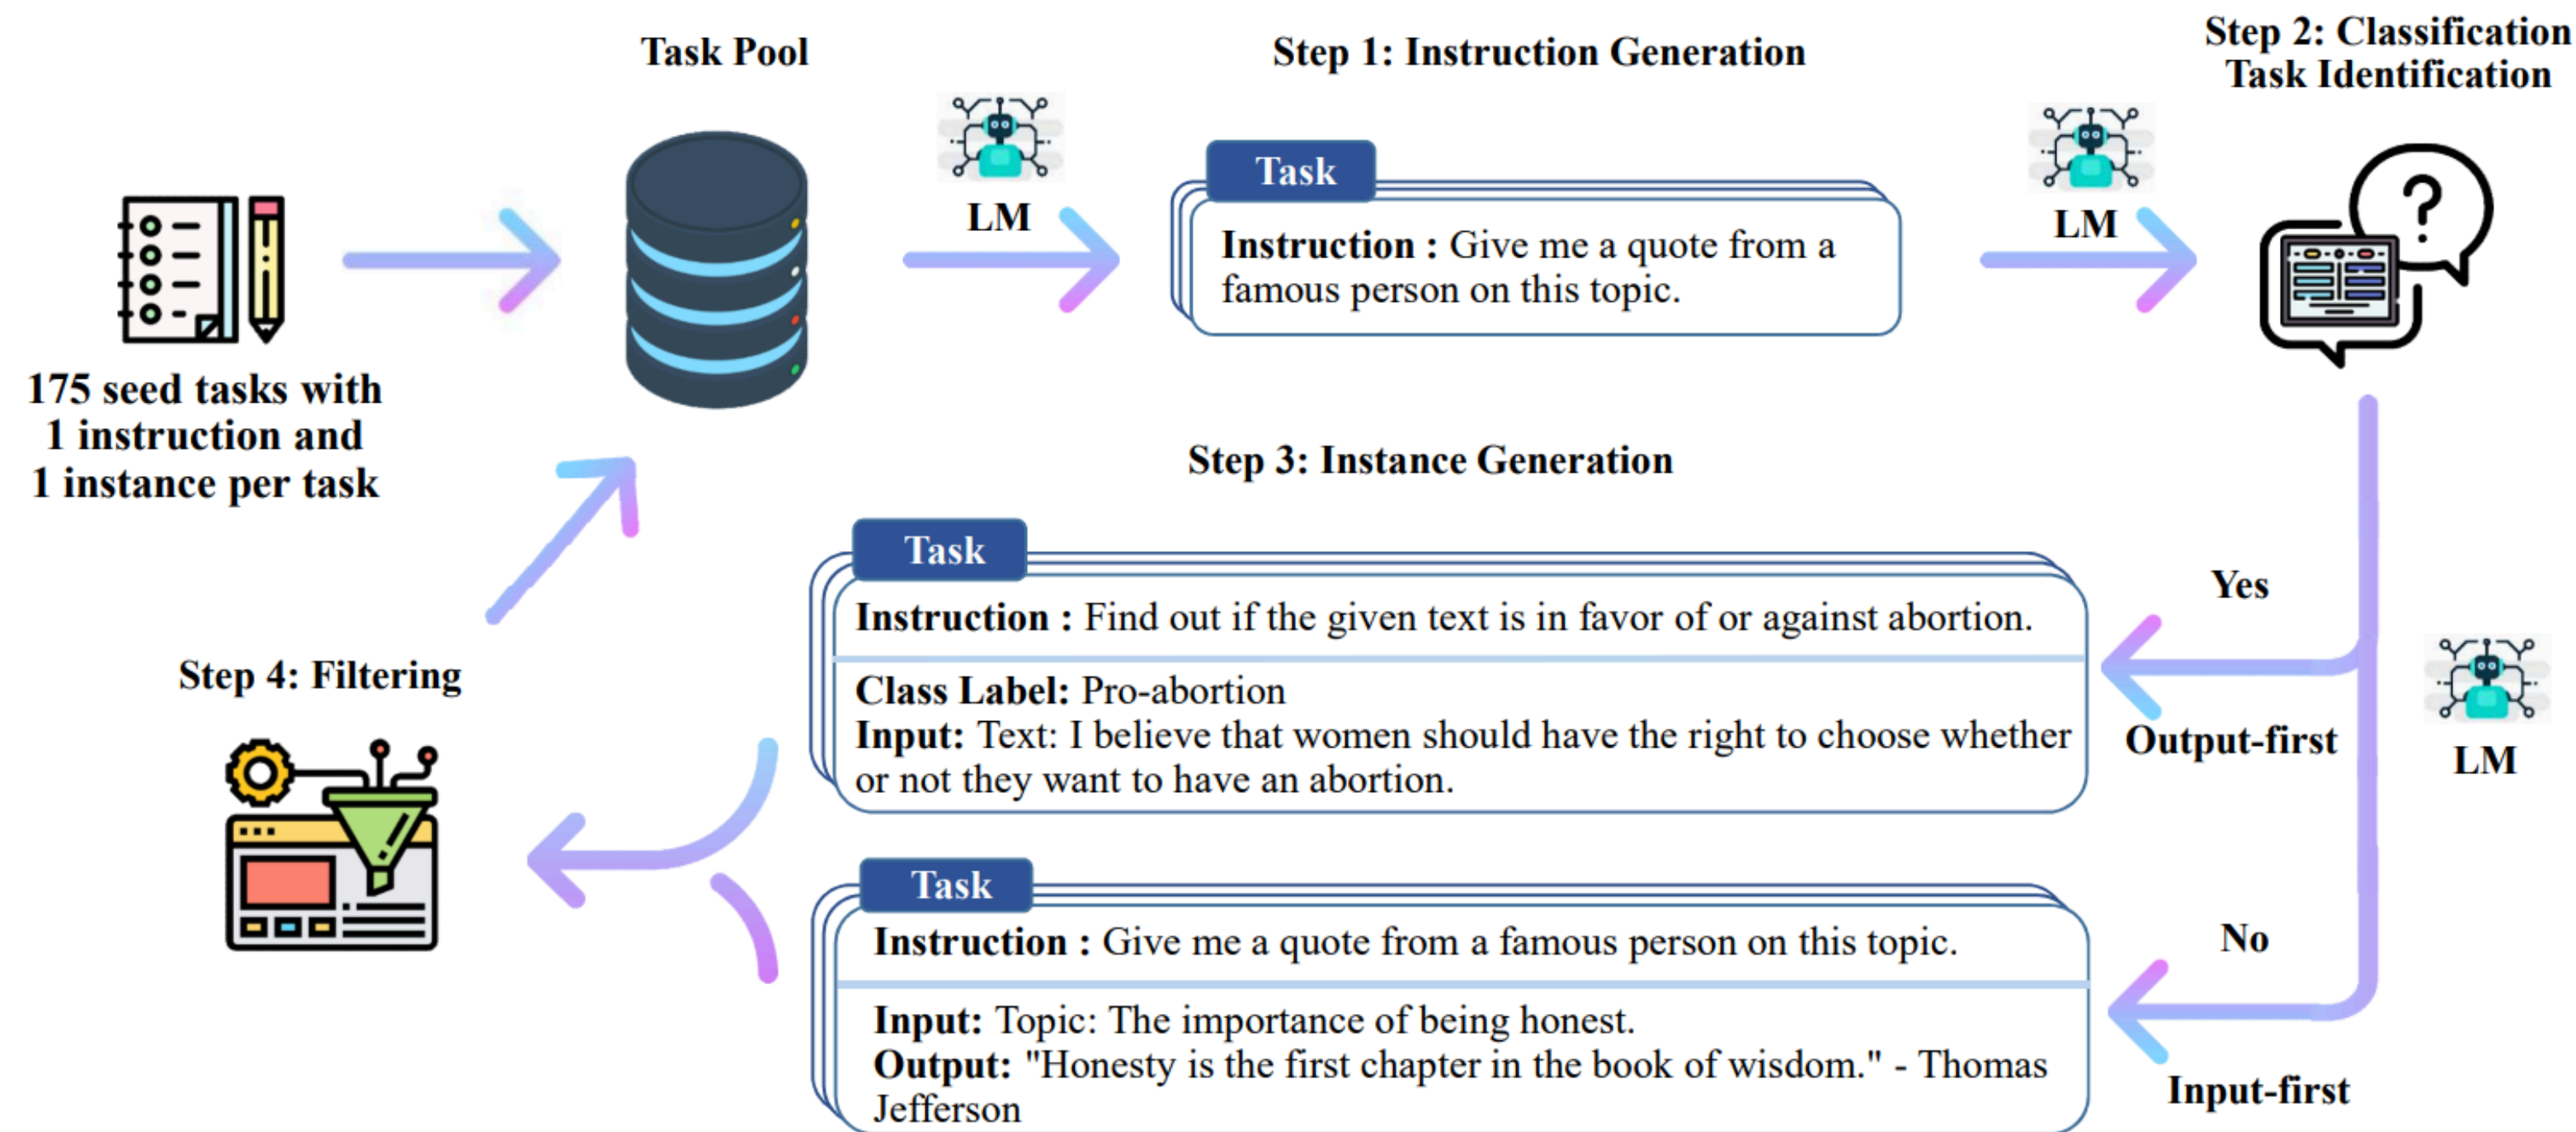 Task Pool
Step 1: Instruction Generation
Step 2: Classification
Task Identification
LM
LM
Task
Instruction : Give me a quote from a
famous person on this topic.
175 seed tasks with
1 instruction and
1 instance per task
Step 3: Instance Generation
Task
Instruction : Find out if the given text is in favor of or against abortion.
Class Label: Pro-abortion
Input: Text: I believe that women should have the right to choose whether
or not they want to have an abortion.
Yes
Output-first
LM
Step 4: Filtering
Task
Instruction : Give me a quote from a famous person on this topic.
Input: Topic: The importance of being honest.
Output: "Honesty is the first chapter in the book of wisdom." - Thomas
Jefferson
No
Input-first